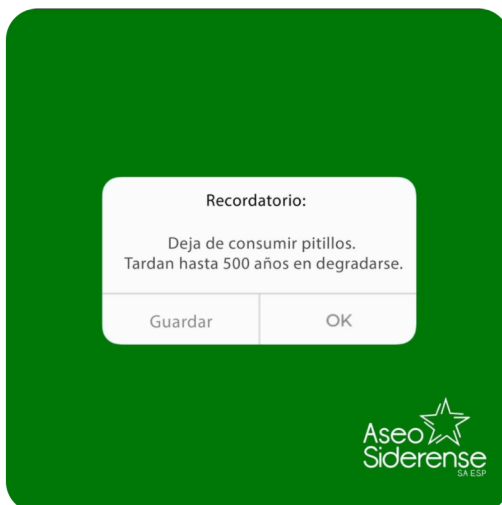 Recordatorio:
Deja de consumir pitillos.
Tardan hasta 500 años en degradarse.
Guardar
OK
Aseo
Siderense
SA ESP